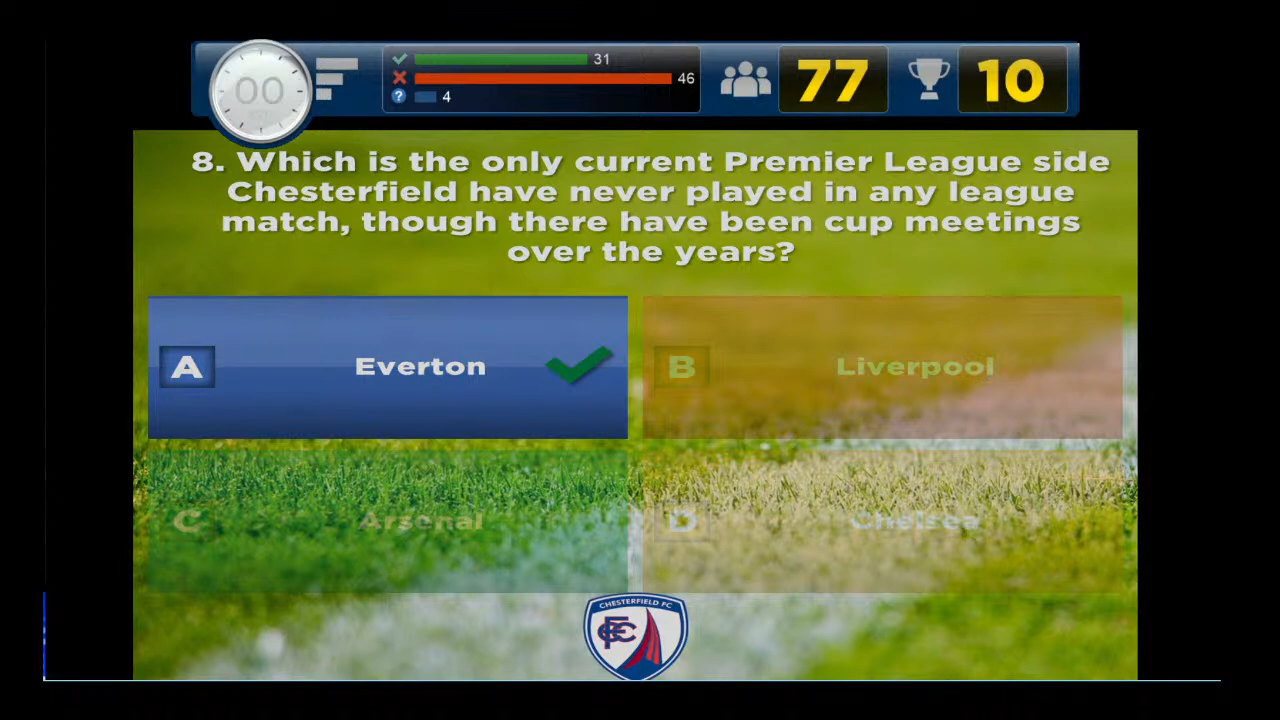 00
31
46
4
77
10
8. Which is the only current Premier League side
Chesterfield have never played in any league
match, though there have been cup meetings
over the years?
A Everton
B Liverpool
C Arsenal
D Chelsea
CHESTERFIELD FC